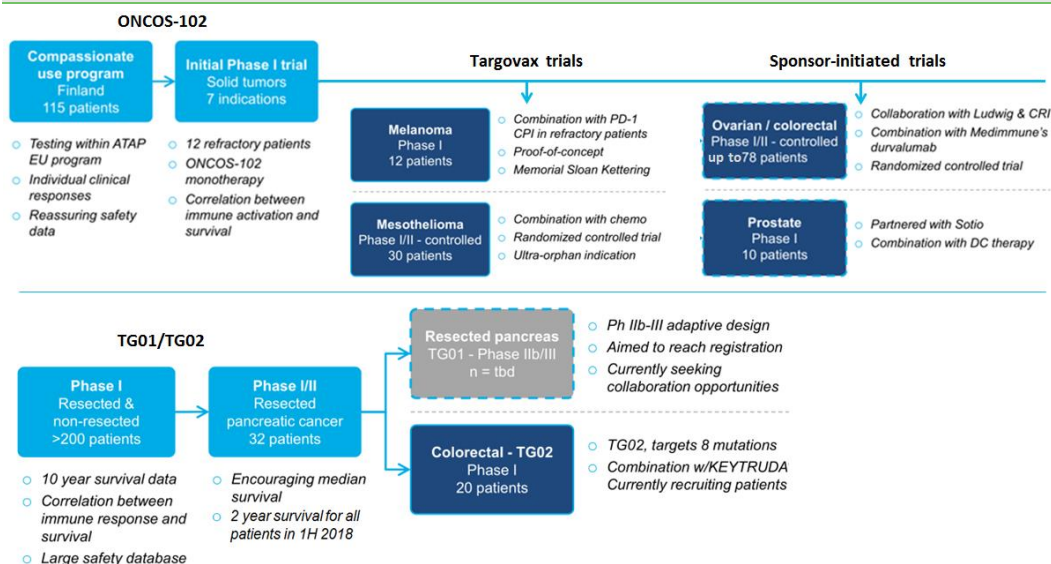 ONCOS-102
Compassionate
use program
Finland
115 patients
Initial Phase I trial
Solid tumors
7 indications
Targovax trials
Sponsor-initiated trials
Testing within ATAP
EU program
Individual clinical
responses
Reassuring safety
data
12 refractory patients
ONCOS-102
monotherapy
Correlation between
immune activation and
survival
Melanoma
Phase I
12 patients
Combination with PD-1
CPI in refractory patients
Proof-of-concept
Memorial Sloan Kettering
Mesothelioma
Phase I/II - controlled
30 patients
Combination with chemo
Randomized controlled trial
Ultra-orphan indication
Ovarian / colorectal
Phase I/II - controlled
up to78 patients
Collaboration with Ludwig & CRI
Combination with Medimmune's
durvalumab
Randomized controlled trial
Prostate
Phase I
10 patients
Partnered with Sotio
Combination with DC therapy
TG01/TG02
Phase I
Resected &
non-resected
>200 patients
10 year survival data
Correlation between
immune response and
survival
Large safety database
Phase I/II
Resected
pancreatic cancer
32 patients
Encouraging median
survival
2 year survival for all
patients in 1H 2018
Resected pancreas
TG01 - Phase IIb/III
n = tbd
Ph IIb-III adaptive design
Aimed to reach registration
Currently seeking
collaboration opportunities
Colorectal - TG02
Phase I
20 patients
TG02, targets 8 mutations
Combination w/KEYTRUDA
Currently recruiting patients